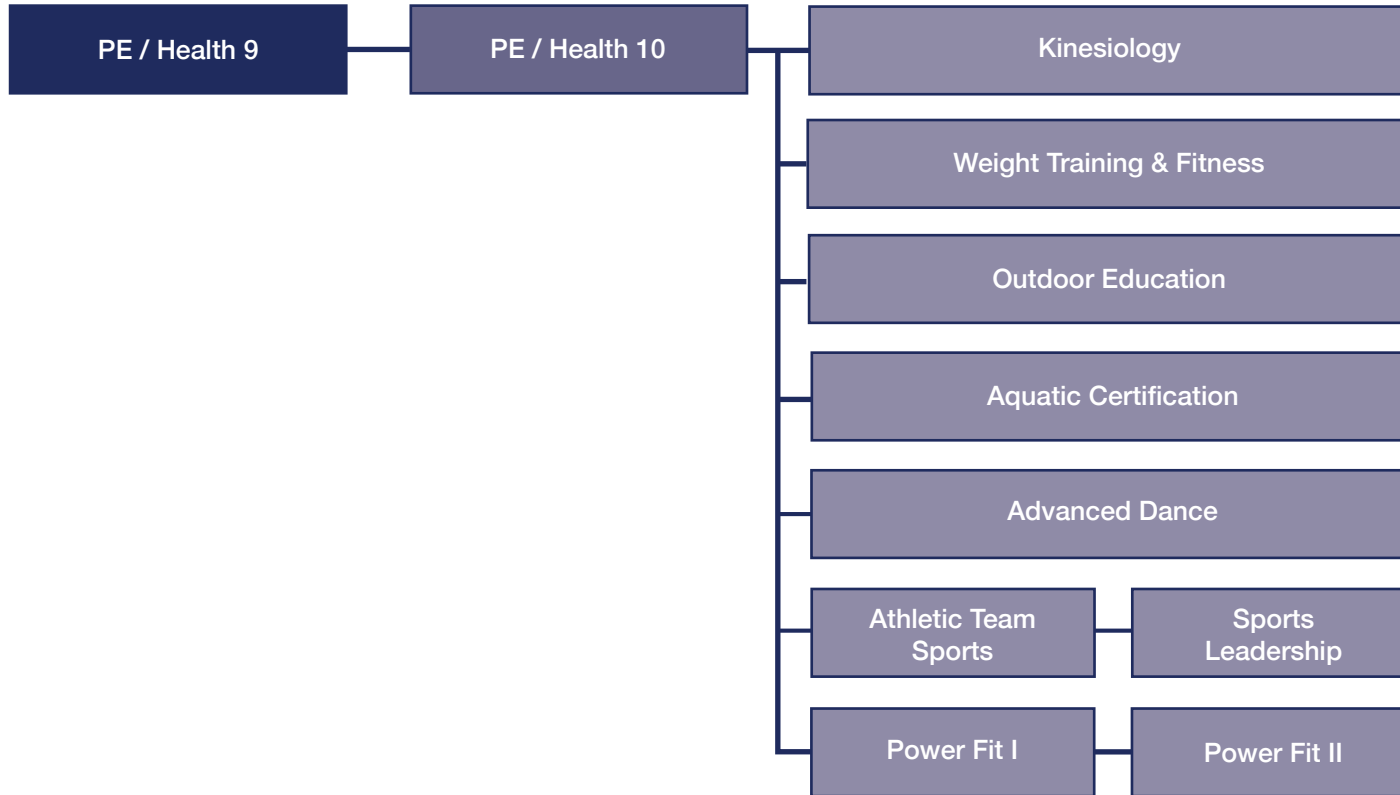 PE / Health 9
PE / Health 10
Kinesiology
Weight Training & Fitness
Outdoor Education
Aquatic Certification
Advanced Dance
Athletic Team
Sports
Sports
Leadership
Power Fit I
Power Fit II